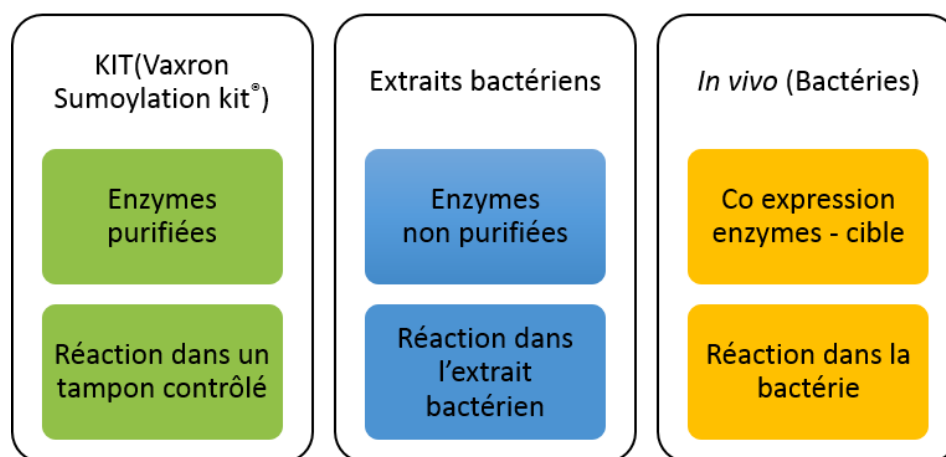 KIT(Vaxron
Sumoylation kit®)
Enzymes
purifiées
Réaction dans un
tampon contrôlé
Extraits bactériens
Enzymes
non purifiées
Réaction dans
l’extrait
bactérien
In vivo (Bactéries)
Co expression
enzymes - cible
Réaction dans la
bactérie